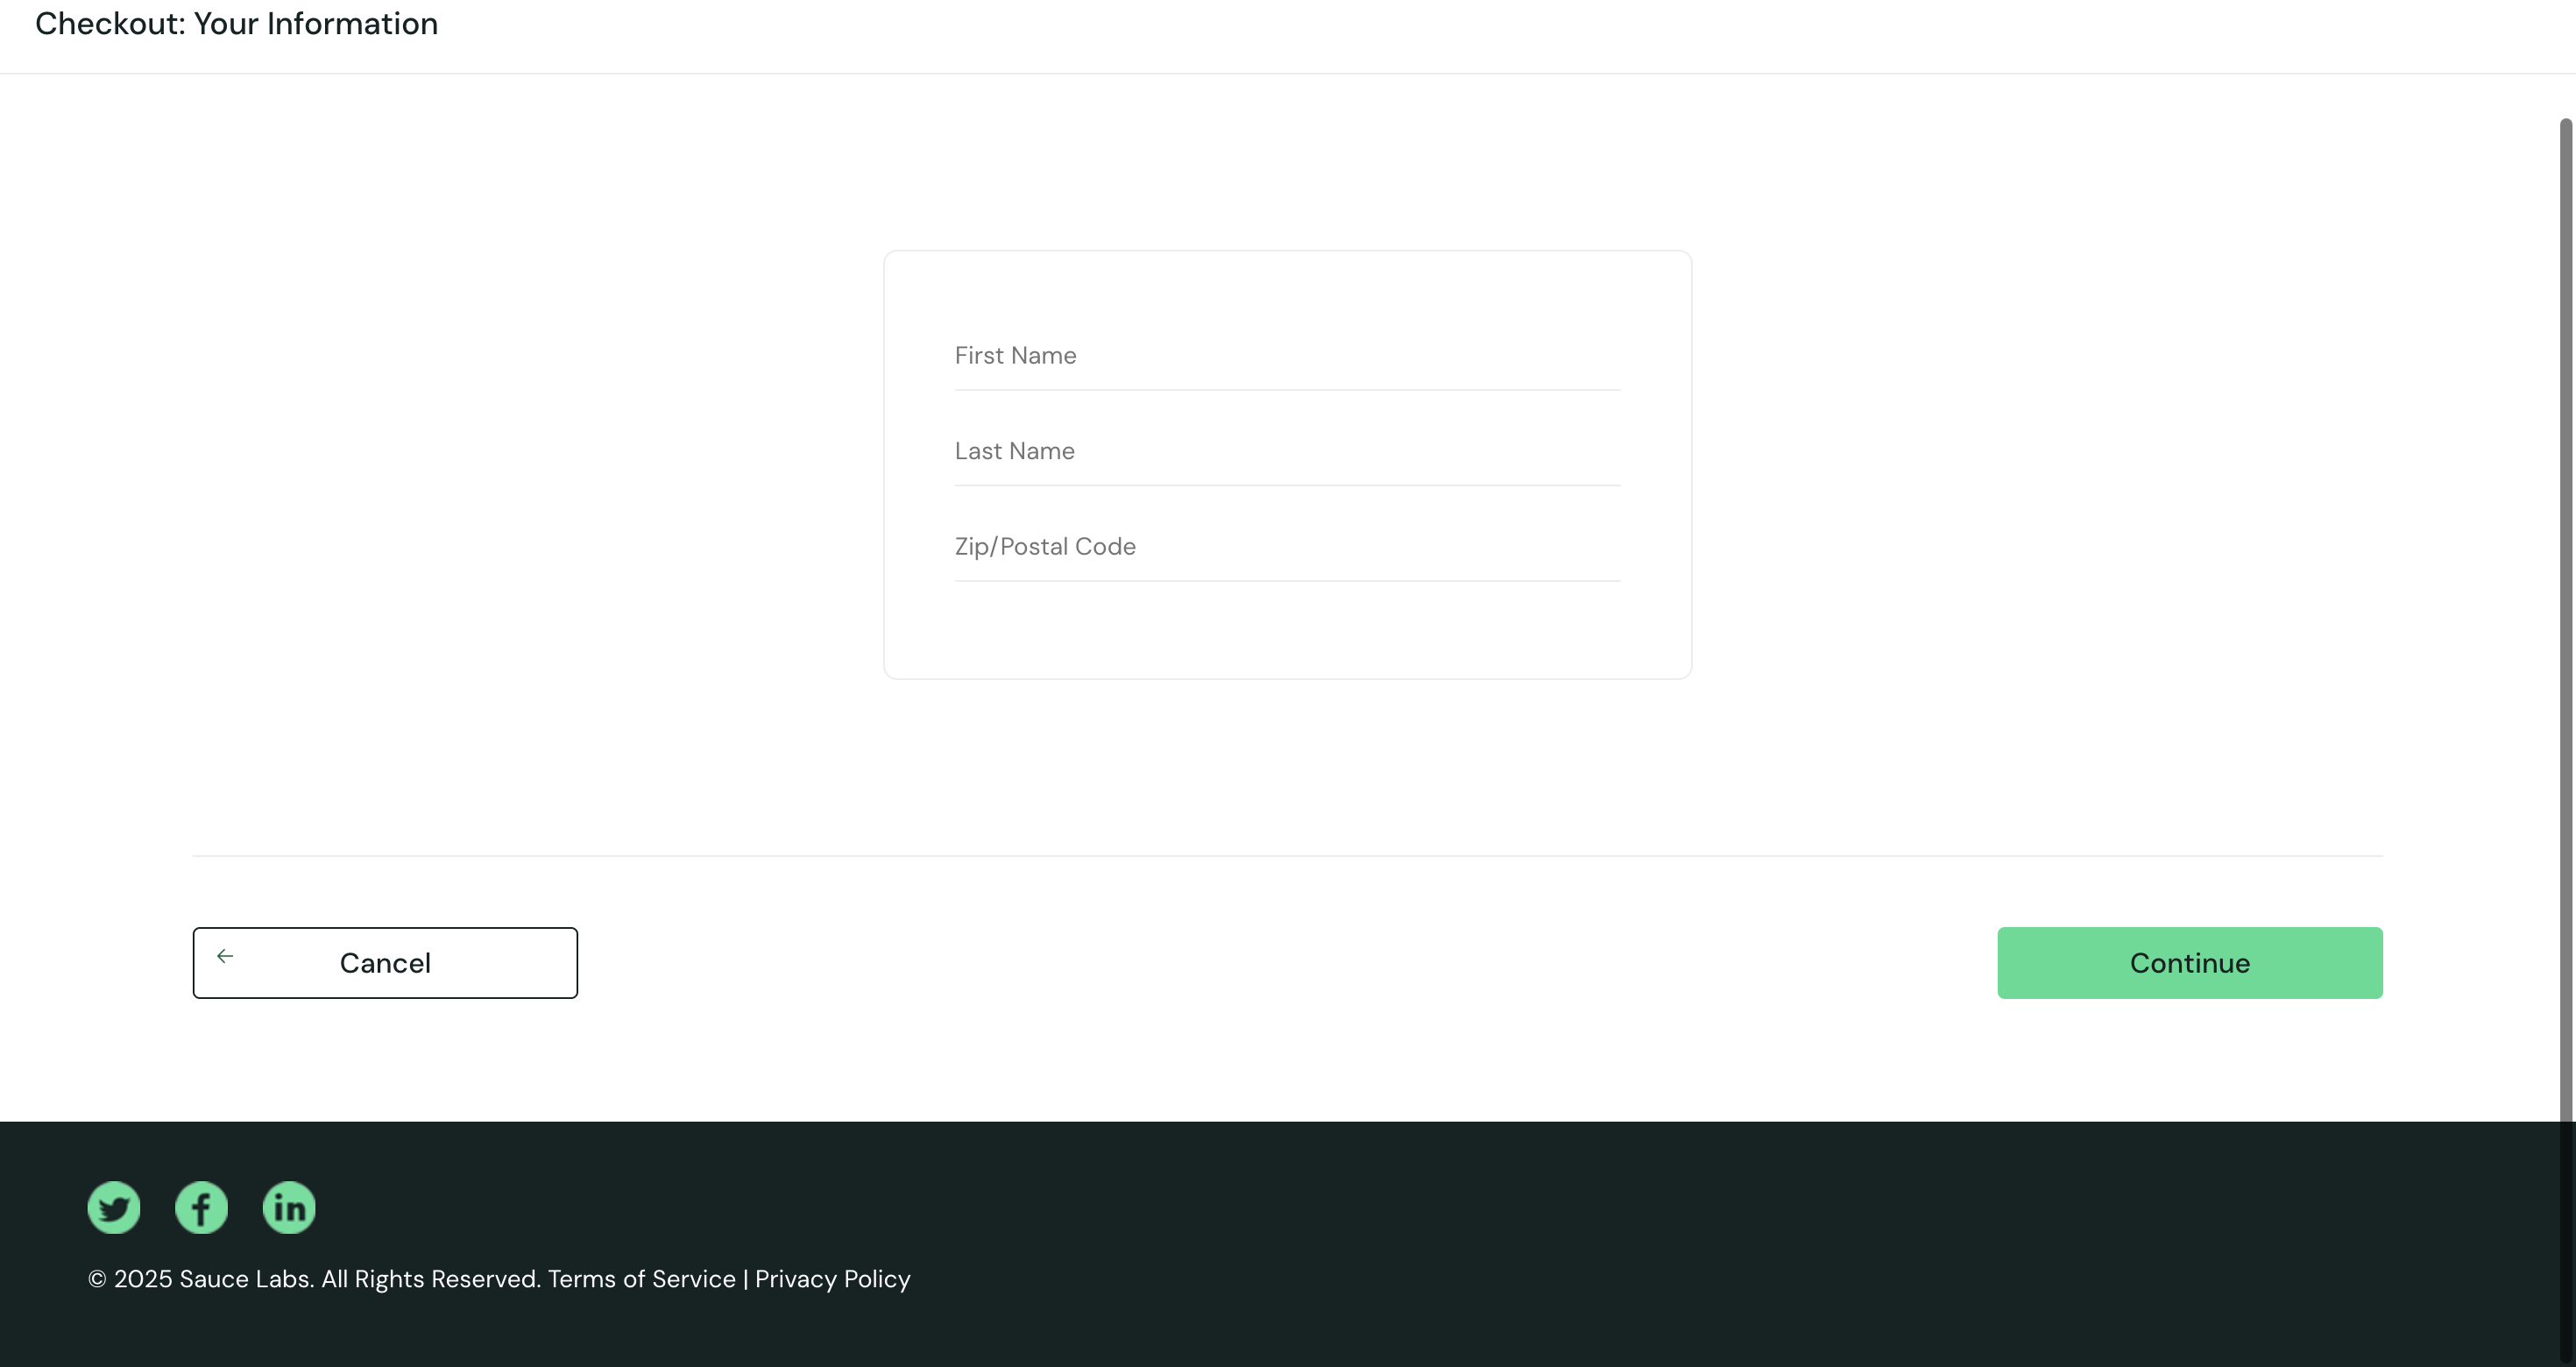 Checkout: Your Information
First Name
Last Name
Zip/Postal Code
Cancel
Continue
© 2025 Sauce Labs. All Rights Reserved. Terms of Service | Privacy Policy